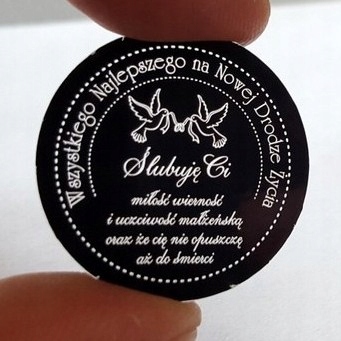 Wszystkiego Najlepszego na Nowej Drodze Życia
Ślubuję Ci
miłość wierność
i uczciwość małżeńską
oraz że cię nie opuszczę
aż do śmierci